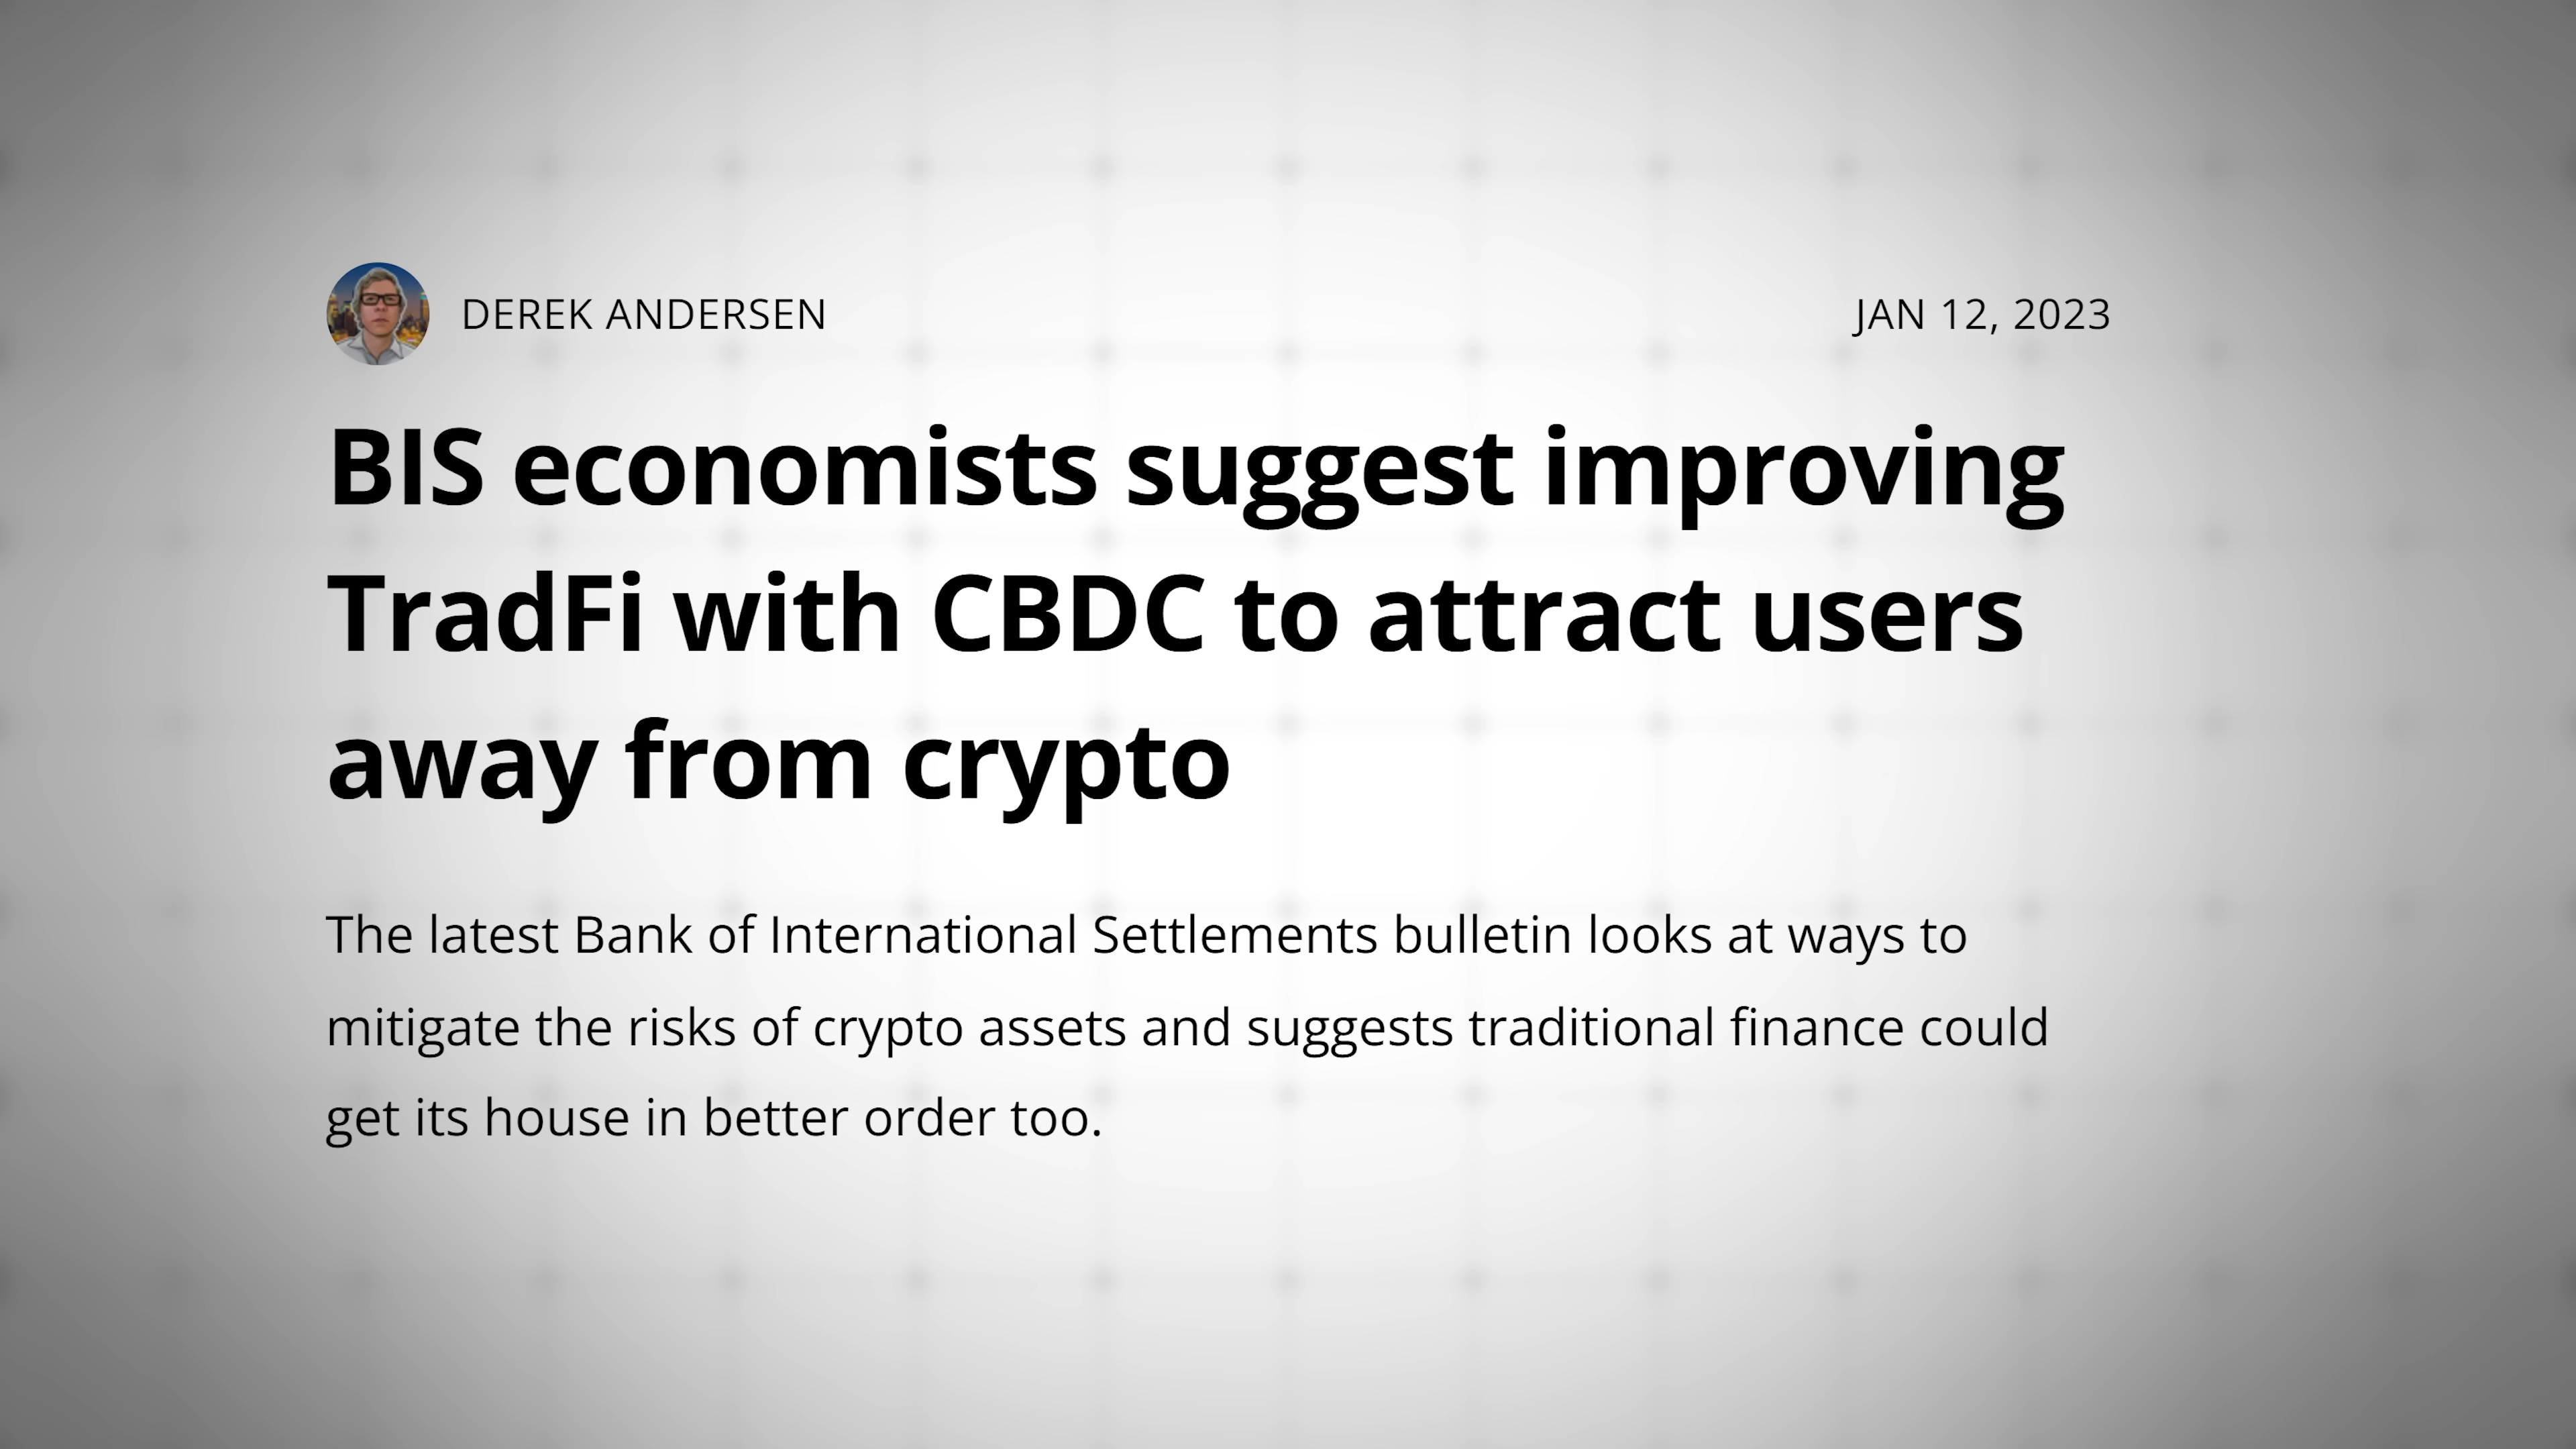 DEREK ANDERSEN
JAN 12, 2023
BIS economists suggest improving
TradFi with CBDC to attract users
away from crypto
The latest Bank of International Settlements bulletin looks at ways to
mitigate the risks of crypto assets and suggests traditional finance could
get its house in better order too.